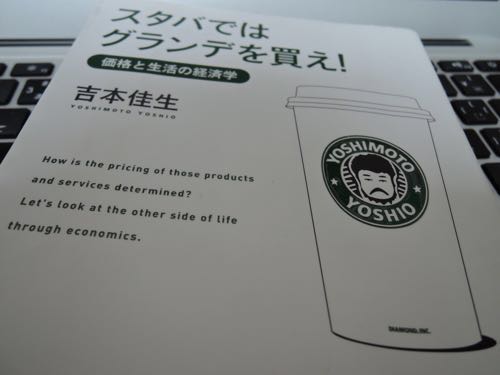 スタバでは
グランデを買え!
価格と生活の経済学
吉本佳生
YOSHIMOTO YOSHIO
How is the pricing of those products
and services determined?
Let's look at the other side of life
through economics.
YOSHIMOTO
YOSHIO
DIAMOND, INC.